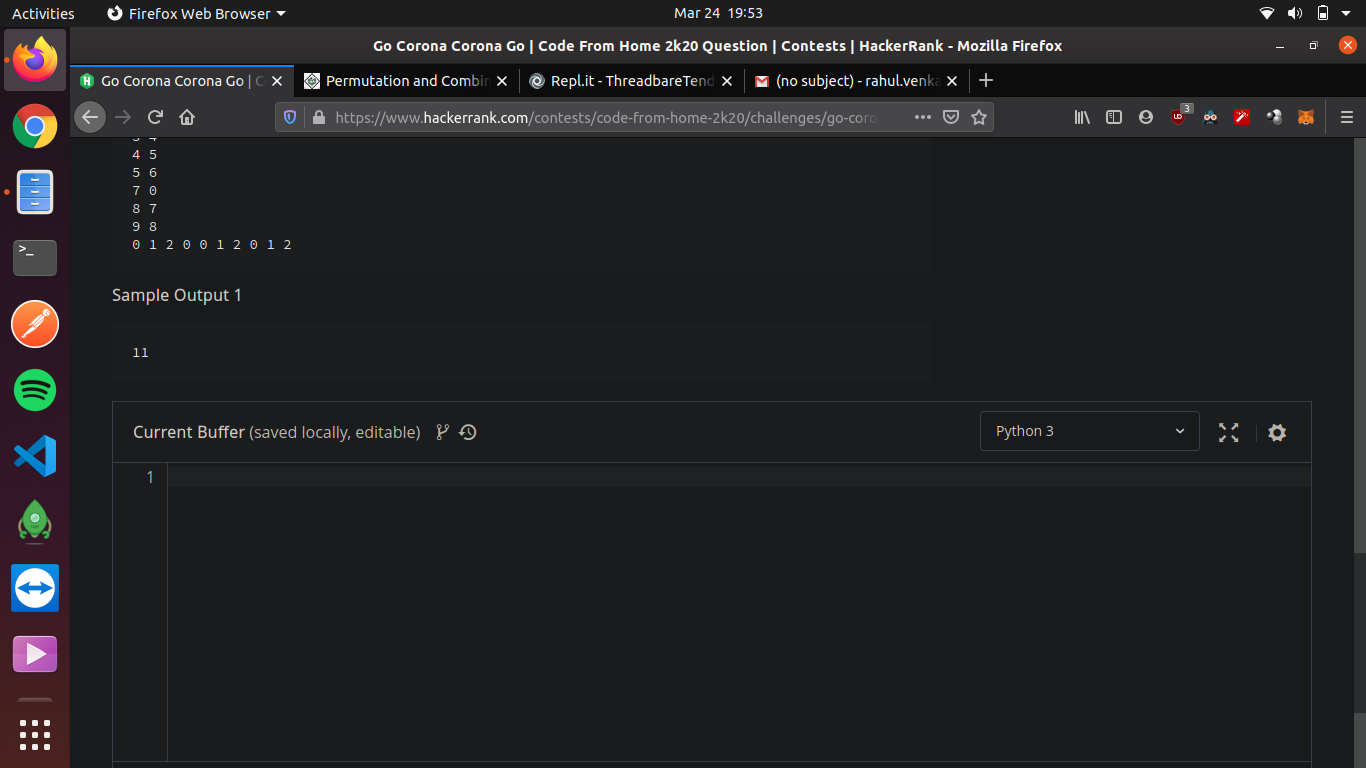 Activities Firefox Web Browser Mar 24 19:53
Go Corona Corona Go | Code From Home 2k20 Question | Contests | HackerRank - Mozilla Firefox
Go Corona Corona Go | C Permutation and Combin Repl.it - ThreadbareTend (no subject) - rahul.venka
https://www.hackerrank.com/contests/code-from-home-2k20/challenges/go-coro 3
4 5
5 6
7 0
8 7
9 8
0 1 2 0 0 1 2 0 1 2
Sample Output 1
11
Current Buffer (saved locally, editable) Python 3
1